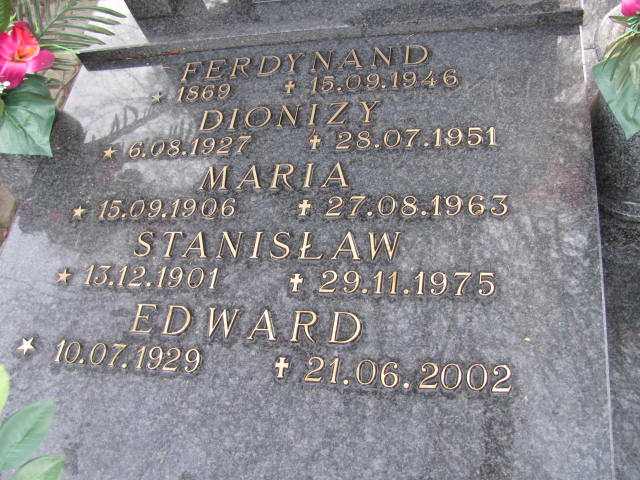 FERDYNAND
★ 1869 ✝ 15.09.1946
DIONIZY
★ 6.08.1927 ✝ 28.07.1951
MARIA
★ 15.09.1906 ✝ 27.08.1963
STANISŁAW
★ 13.12.1901 ✝ 29.11.1975
EDWARD
★ 10.07.1929 ✝ 21.06.2002